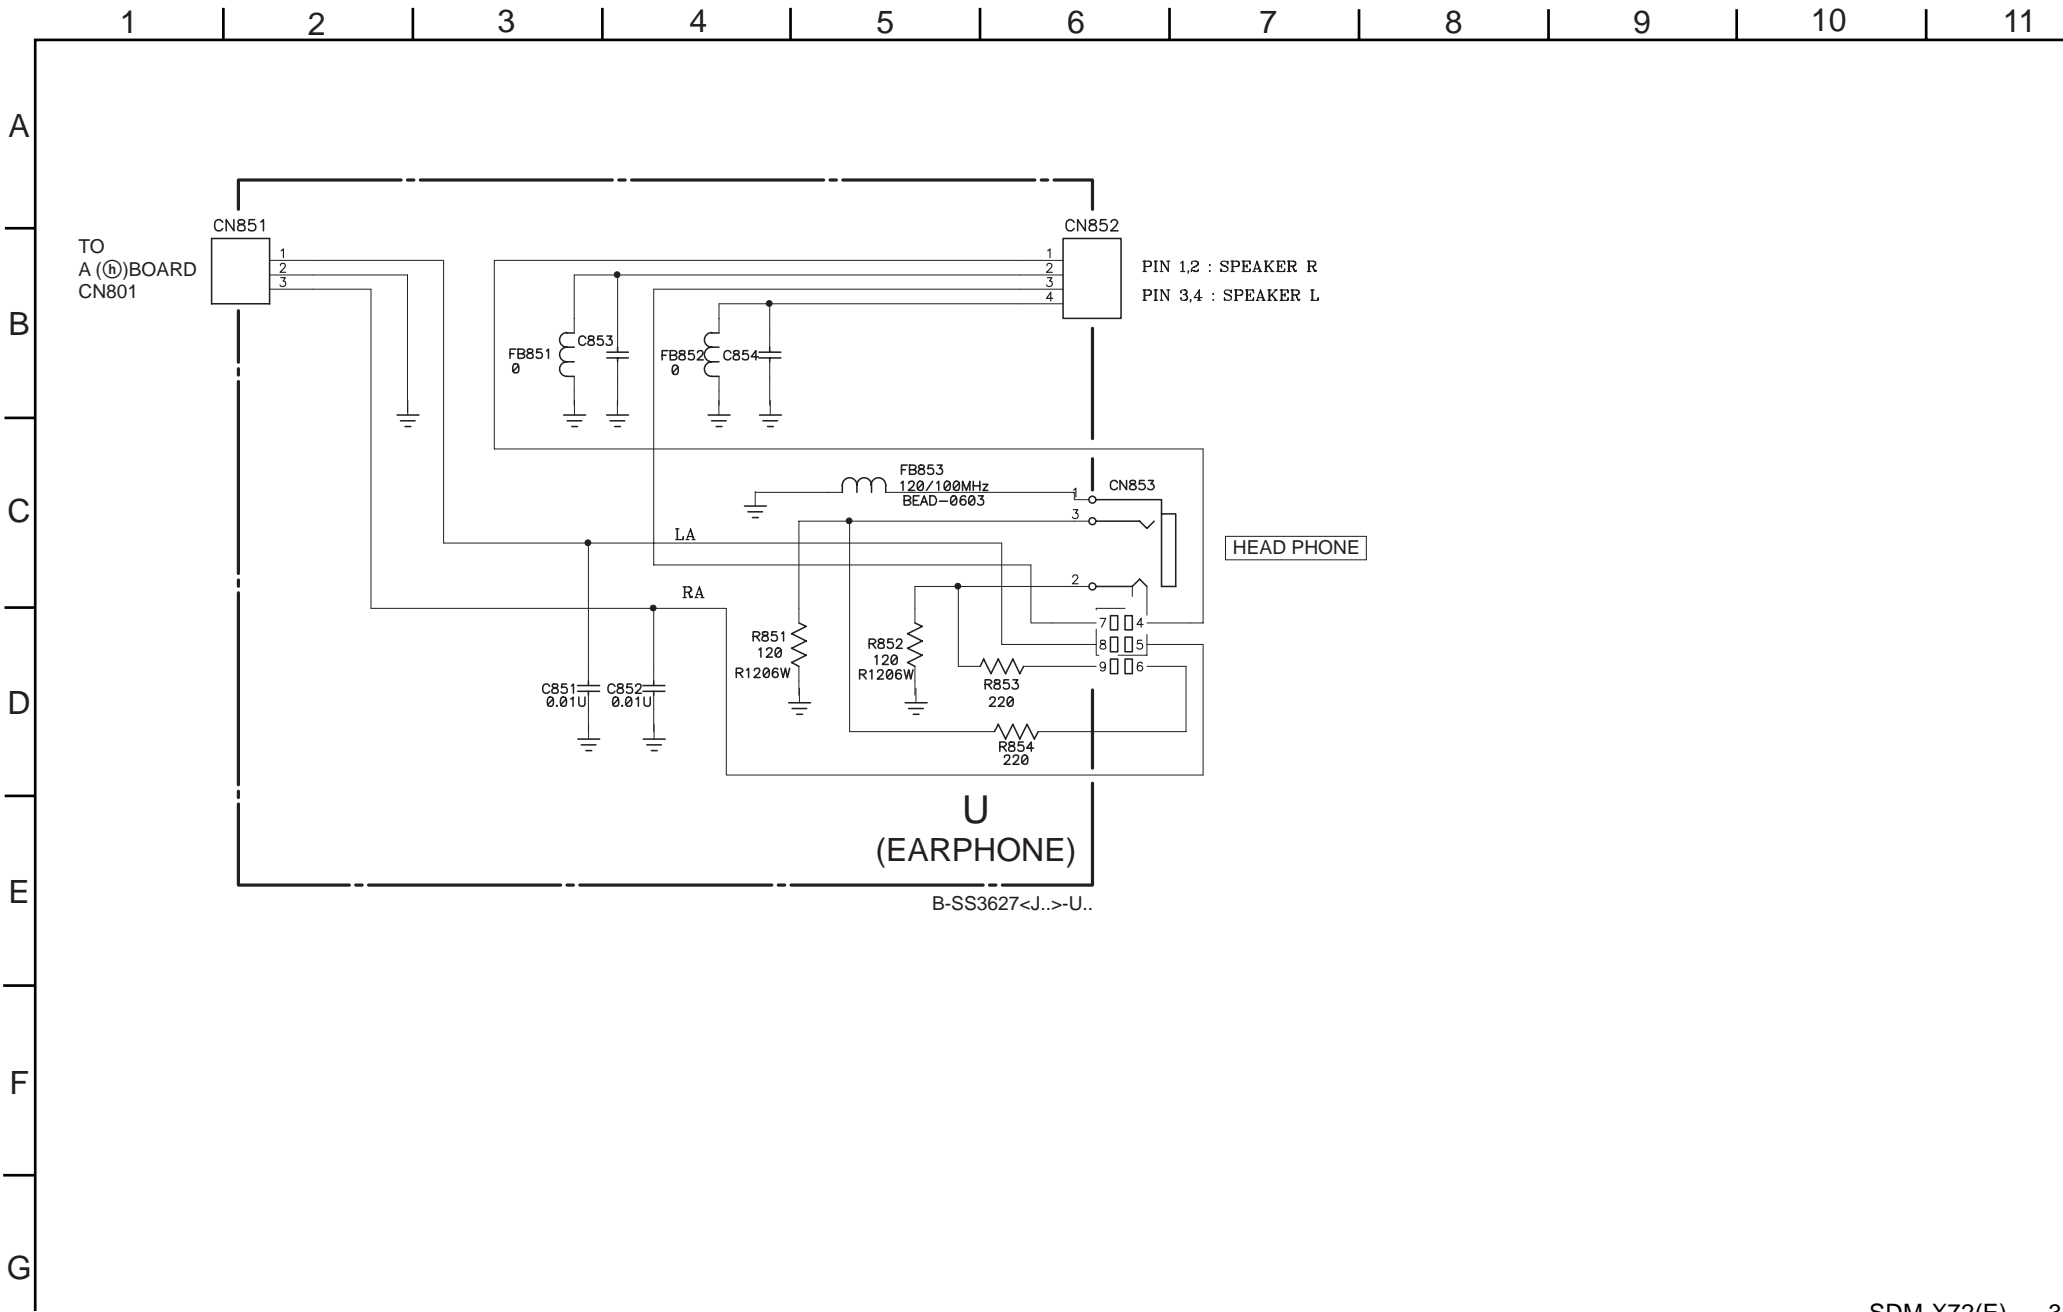 1 2 3 4 5 6 7 8 9 10 11
A
B
C
D
E
F
G
CN851
TO
A (h)BOARD
CN801
1
2
3
CN852
1
2
3
4
PIN 1,2 : SPEAKER R
PIN 3,4 : SPEAKER L
FB851
0
C853
FB852
0
C854
FB853
120/100MHz
BEAD-0603
1
3
2
CN853
HEAD PHONE
LA
RA
7 4
8 5
9 6
R851
120
R1206W
R852
120
R1206W
R853
220
R854
220
C851
0.01U
C852
0.01U
U
(EARPHONE)
B-SS3627<J..>-U..